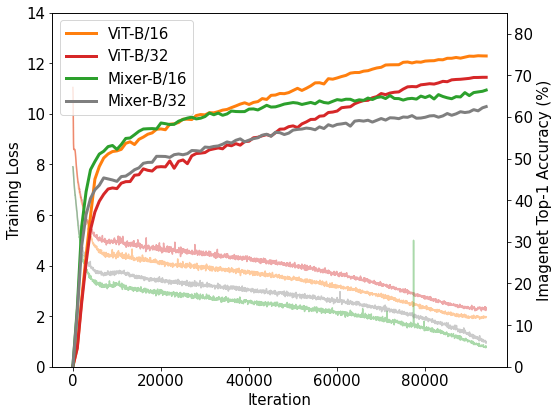 14
12
10
8
6
4
2
0
Training Loss
ViT-B/16
ViT-B/32
Mixer-B/16
Mixer-B/32
80
70
60
50
40
30
20
10
0
Imagenet Top-1 Accuracy (%)
0 20000 40000 60000 80000
Iteration